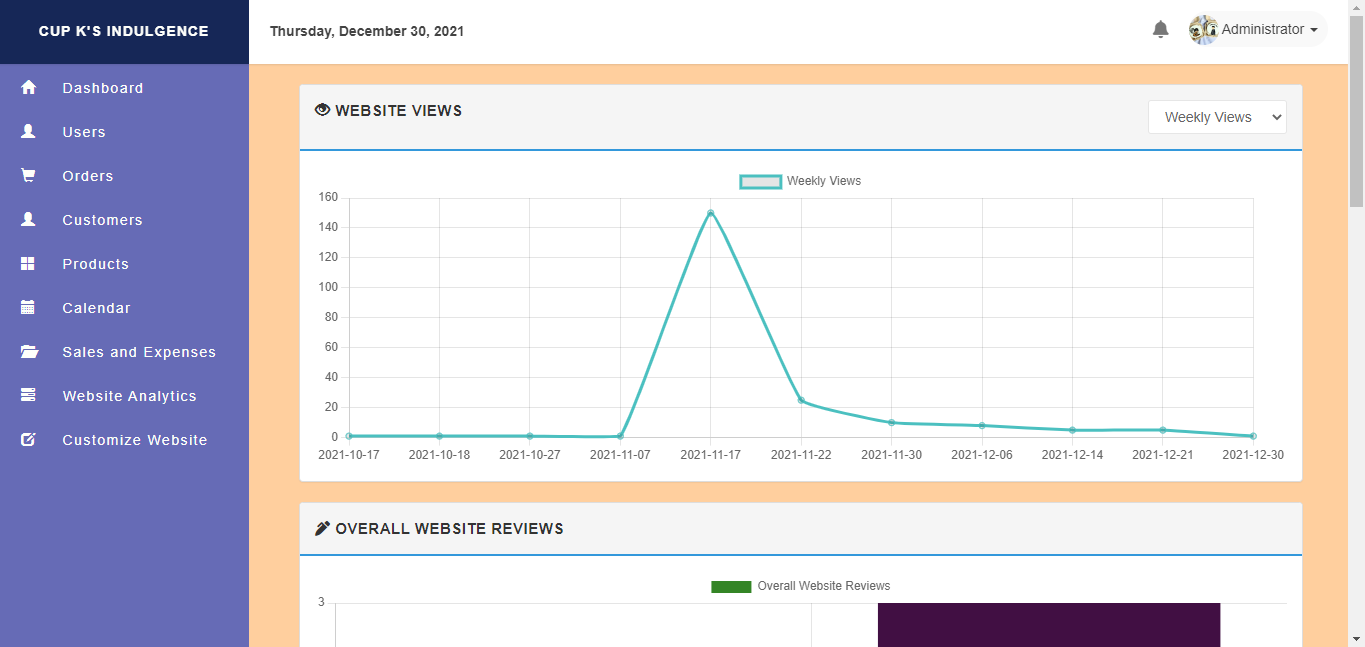 CUP K'S INDULGENCE
Thursday, December 30, 2021
Administrator
Dashboard
Users
Orders
Customers
Products
Calendar
Sales and Expenses
Website Analytics
Customize Website
WEBSITE VIEWS
Weekly Views
Weekly Views
160
140
120
100
80
60
40
20
0
2021-10-17 2021-10-18 2021-10-27 2021-11-07 2021-11-17 2021-11-22 2021-11-30 2021-12-06 2021-12-14 2021-12-21 2021-12-30
OVERALL WEBSITE REVIEWS
Overall Website Reviews
3